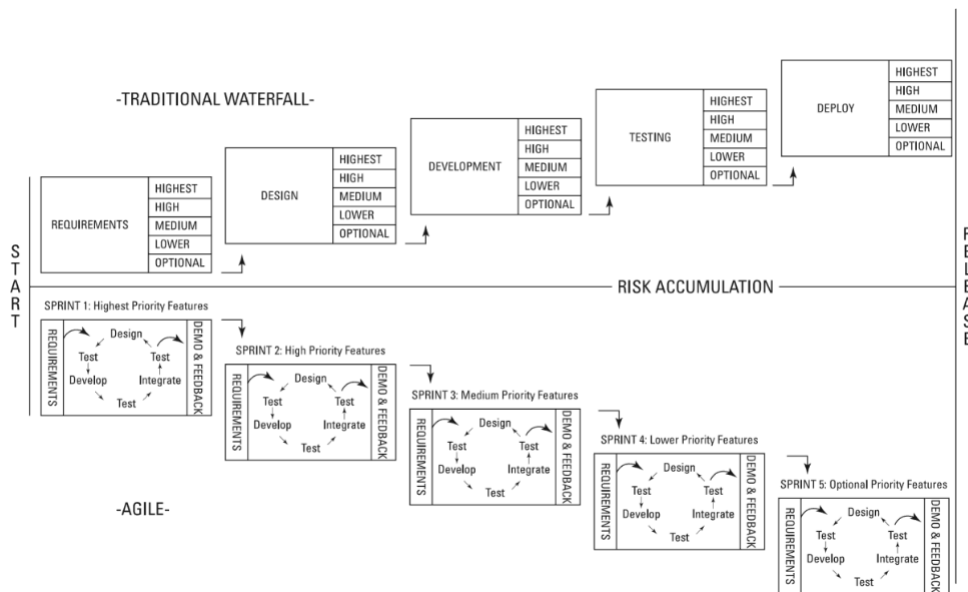 -TRADITIONAL WATERFALL-
REQUIREMENTS
HIGHEST
HIGH
MEDIUM
LOWER
OPTIONAL
DESIGN
HIGHEST
HIGH
MEDIUM
LOWER
OPTIONAL
DEVELOPMENT
HIGHEST
HIGH
MEDIUM
LOWER
OPTIONAL
TESTING
HIGHEST
HIGH
MEDIUM
LOWER
OPTIONAL
DEPLOY
HIGHEST
HIGH
MEDIUM
LOWER
OPTIONAL
START
RISK ACCUMULATION
RELEASE
SPRINT 1: Highest Priority Features
REQUIREMENTS
Design
Test
Test
Develop
Integrate
Test
DEMO & FEEDBACK
SPRINT 2: High Priority Features
REQUIREMENTS
Design
Test
Test
Develop
Integrate
Test
DEMO & FEEDBACK
SPRINT 3: Medium Priority Features
REQUIREMENTS
Design
Test
Test
Develop
Integrate
Test
DEMO & FEEDBACK
SPRINT 4: Lower Priority Features
REQUIREMENTS
Design
Test
Test
Develop
Integrate
Test
DEMO & FEEDBACK
SPRINT 5: Optional Priority Features
REQUIREMENTS
Design
Test
Test
Develop
Integrate
Test
DEMO & FEEDBACK
-AGILE-